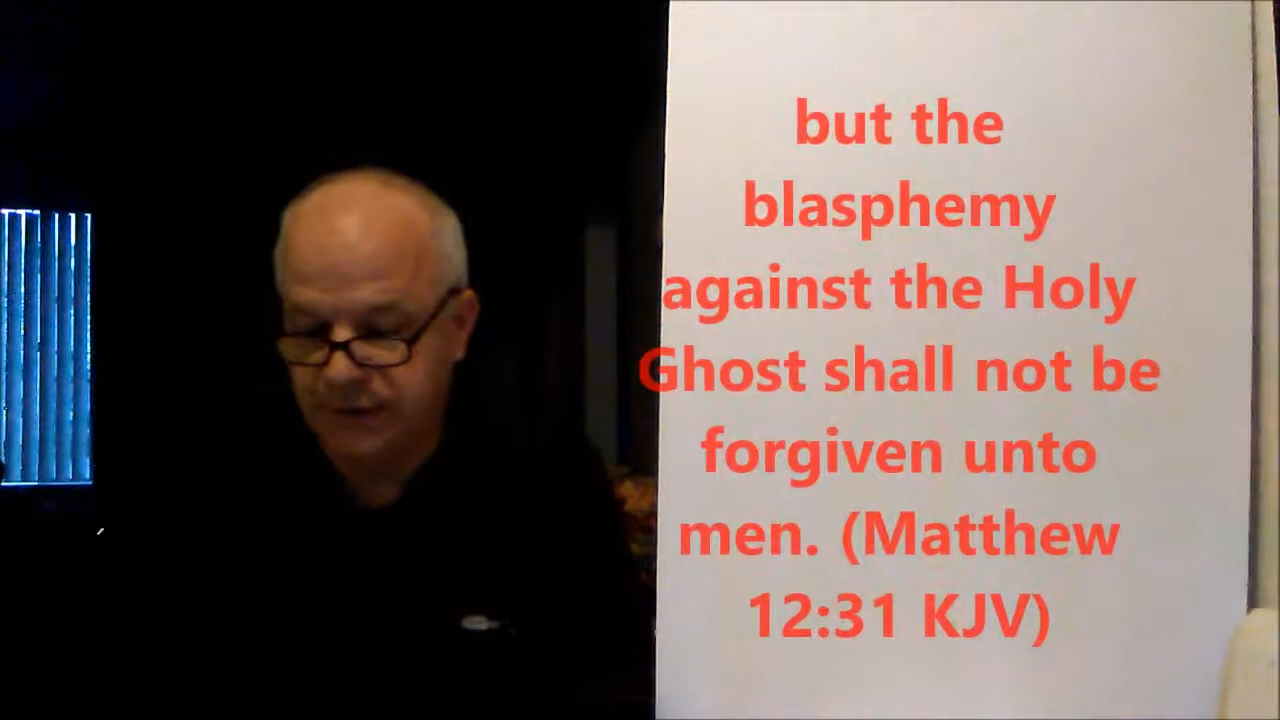 but the
blasphemy
against the Holy
Ghost shall not be
forgiven unto
men. (Matthew
12:31 KJV)